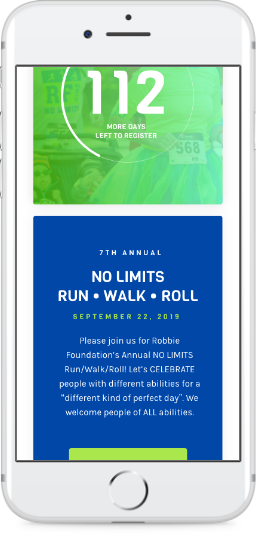 112
MORE DAYS
LEFT TO REGISTER
568
7TH ANNUAL
NO LIMITS
RUN • WALK • ROLL
SEPTEMBER 22, 2019
Please join us for Robbie
Foundation's Annual NO LIMITS
Run/Walk/Roll! Let's CELEBRATE
people with different abilities for a
"different kind of perfect day". We
welcome people of ALL abilities.